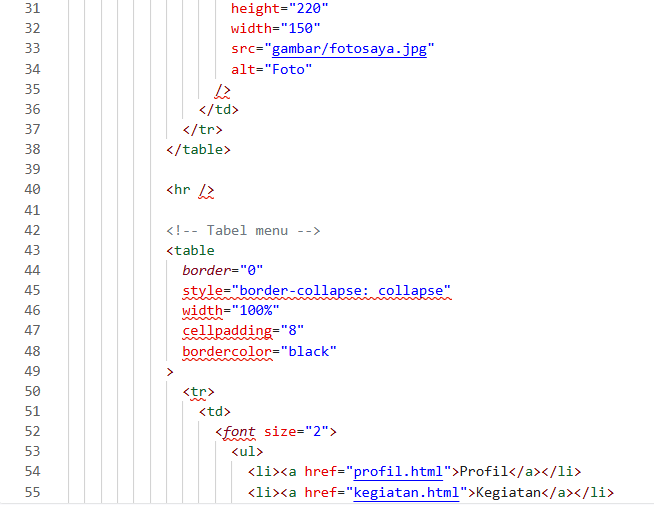 31 height="220"
32 width="150"
33 src="gambar/fotosaya.jpg"
34 alt="Foto"
35 />
36 </td>
37 </tr>
38 </table>
39
40 <hr />
41
42 <!-- Tabel menu -->
43 <table
44 border="0"
45 style="border-collapse: collapse"
46 width="100%"
47 cellpadding="8"
48 bordercolor="black"
49 >
50 <tr>
51 <td>
52 <font size="2">
53 <ul>
54 <li><a href="profil.html">Profil</a></li>
55 <li><a href="kegiatan.html">Kegiatan</a></li>